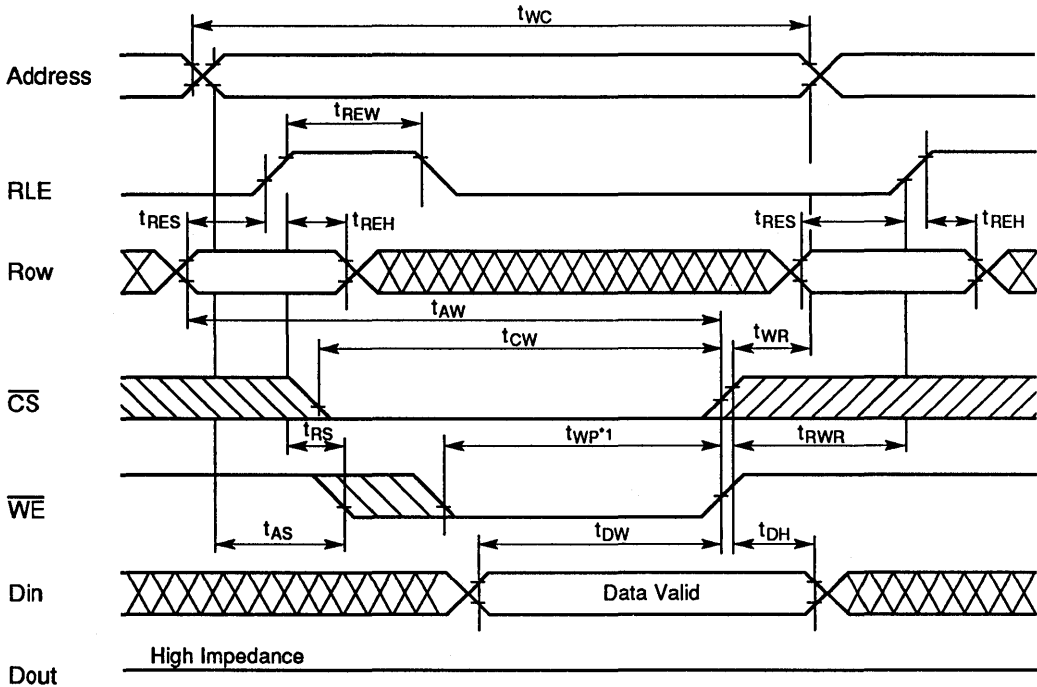 tWC
Address
tREW
RLE
tRES
tREH
tRES
tREH
Row
tAW
tCW
tWR
CS
tRS
tWP*1
tRWR
WE
tAS
tDW
tDH
Din
Data Valid
High Impedance
Dout